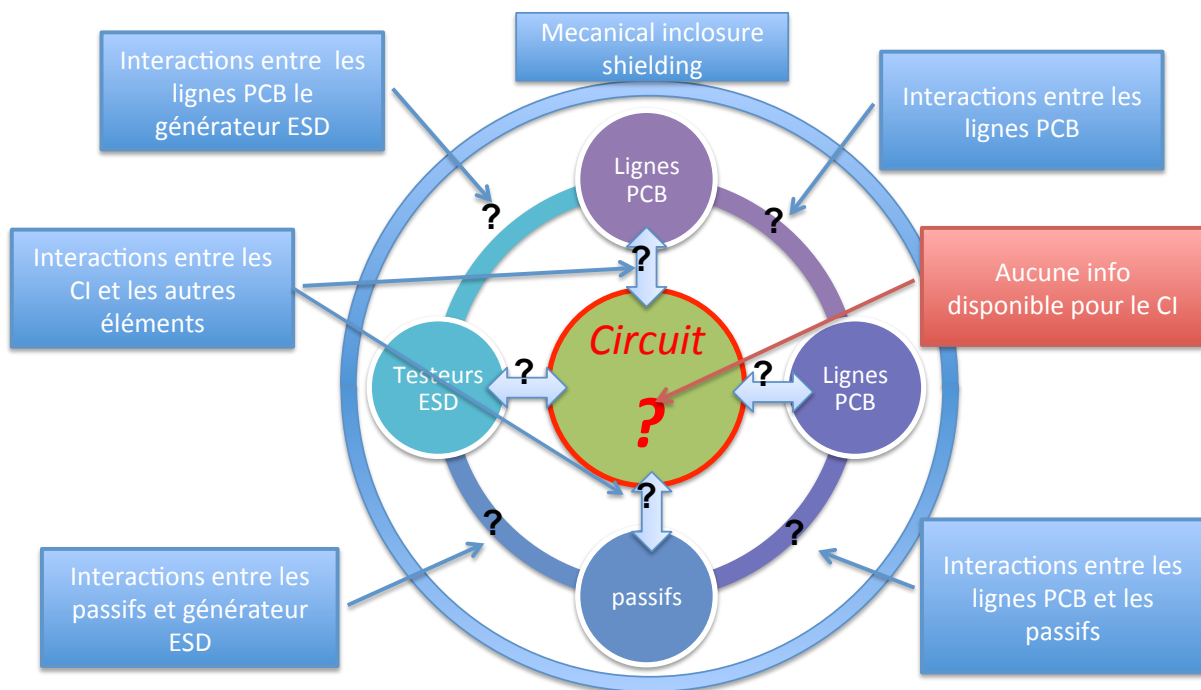 Mecanical inclosure
shielding
Interactions entre les
lignes PCB le
générateur ESD
Interactions entre les
lignes PCB
Lignes
PCB
?
?
?
Interactions entre les
CI et les autres
éléments
Aucune info
disponible pour le CI
Circuit
?
Testeurs
ESD
?
?
Lignes
PCB
?
?
?
Interactions entre les
passifs et générateur
ESD
passifs
Interactions entre les
lignes PCB et les
passifs